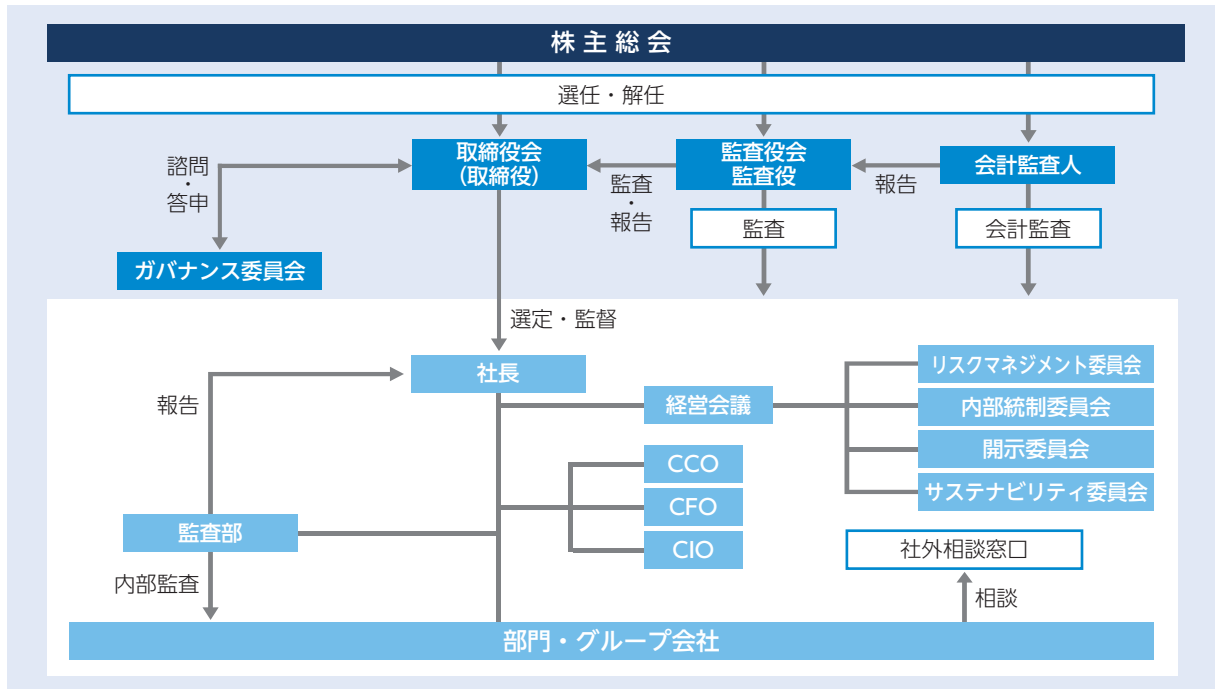 株主総会
選任・解任
取締役会
(取締役)
監査役会
監査役
会計監査人
諮問
・
答申
監査
・
報告
報告
監査
会計監査
ガバナンス委員会
選定・監督
社長
リスクマネジメント委員会
報告
経営会議
内部統制委員会
開示委員会
CCO
サステナビリティ委員会
CFO
監査部
CIO
社外相談窓口
内部監査
相談
部門・グループ会社